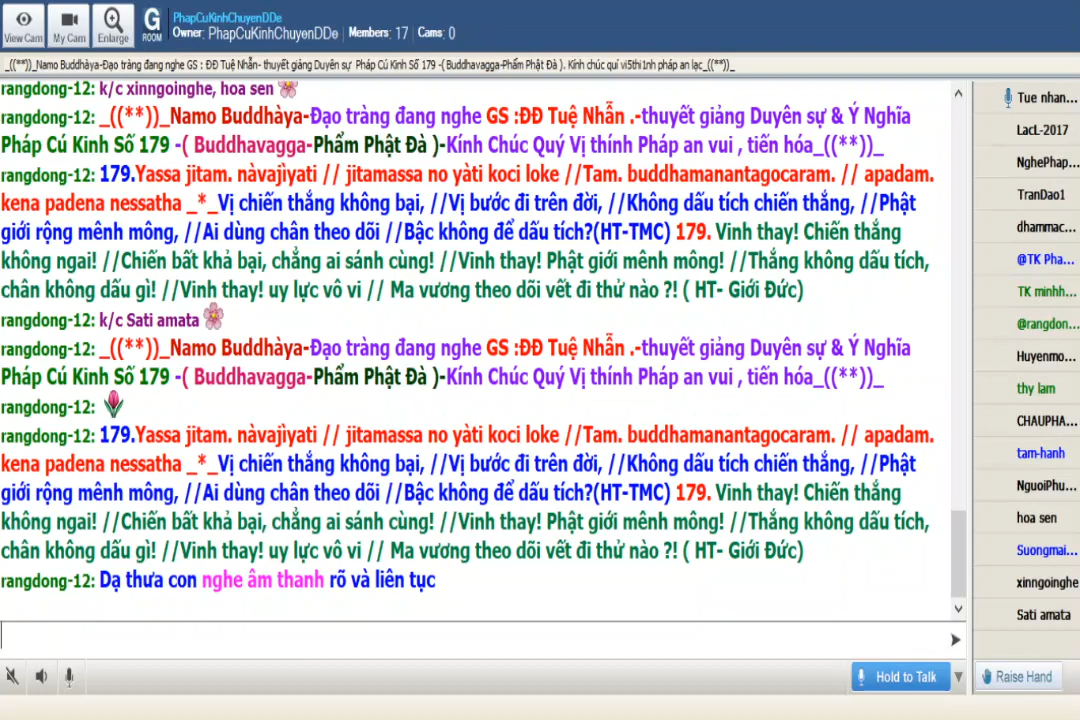 View Cam
My Cam
Enlarge
G
ROOM
PhapCuKinhChuyenDDe
Owner: PhapCuKinhChuyenDDe | Members: 17 | Cams: 0
_((**))_Namo Buddhàya-Đạo tràng đang nghe GS : ĐĐ Tuệ Nhẫn- thuyết giảng Duyên sự Pháp Cú Kinh Số 179 -( Buddhavagga-Phẩm Phật Đà ). Kính chúc quí vi5thi1nh pháp an lạc_((**))_
rangdong-12: k/c xinngoinghe, hoa sen
rangdong-12: _((**))_Namo Buddhàya-Đạo tràng đang nghe GS :ĐĐ Tuệ Nhẫn .-thuyết giảng Duyên sự & Ý Nghĩa
Pháp Cú Kinh Số 179 -( Buddhavagga-Phẩm Phật Đà )-Kính Chúc Quý Vị thính Pháp an vui , tiến hóa_((**))_
rangdong-12: 179.Yassa jitam. nàvajìyati // jitamassa no yàti koci loke //Tam. buddhamanantagocaram. // apadam.
kena padena nessatha _*_Vị chiến thắng không bại, //Vị bước đi trên đời, //Không dấu tích chiến thắng, //Phật
giới rộng mênh mông, //Ai dùng chân theo dõi //Bậc không để dấu tích?(HT-TMC) 179. Vinh thay! Chiến thắng
không ngai! //Chiến bất khả bại, chẳng ai sánh cùng! //Vinh thay! Phật giới mênh mông! //Thắng không dấu tích,
chân không dấu gì! //Vinh thay! uy lực vô vi // Ma vương theo dõi vết đi thử nào ?! ( HT- Giới Đức)
rangdong-12: k/c Sati amata
rangdong-12: _((**))_Namo Buddhàya-Đạo tràng đang nghe GS :ĐĐ Tuệ Nhẫn .-thuyết giảng Duyên sự & Ý Nghĩa
Pháp Cú Kinh Số 179 -( Buddhavagga-Phẩm Phật Đà )-Kính Chúc Quý Vị thính Pháp an vui , tiến hóa_((**))_
rangdong-12:
rangdong-12: 179.Yassa jitam. nàvajìyati // jitamassa no yàti koci loke //Tam. buddhamanantagocaram. // apadam.
kena padena nessatha _*_Vị chiến thắng không bại, //Vị bước đi trên đời, //Không dấu tích chiến thắng, //Phật
giới rộng mênh mông, //Ai dùng chân theo dõi //Bậc không để dấu tích?(HT-TMC) 179. Vinh thay! Chiến thắng
không ngai! //Chiến bất khả bại, chẳng ai sánh cùng! //Vinh thay! Phật giới mênh mông! //Thắng không dấu tích,
chân không dấu gì! //Vinh thay! uy lực vô vi // Ma vương theo dõi vết đi thử nào ?! ( HT- Giới Đức)
rangdong-12: Dạ thưa con nghe âm thanh rõ và liên tục
Hold to Talk
Tue nhan...
LacL-2017
NghePhap...
TranDao1
dhammac...
@TK Pha...
TK minhh...
@rangdon...
Huyenmo...
thy lam
CHAUPHA...
tam-hanh
NguoiPhu...
hoa sen
Suongmai...
xinngoinghe
Sati amata
Raise Hand